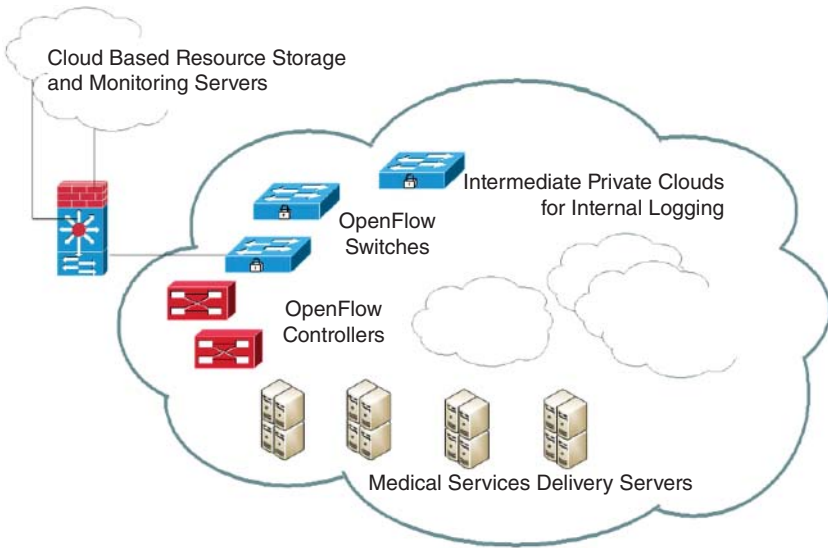 Cloud Based Resource Storage
and Monitoring Servers
Intermediate Private Clouds
for Internal Logging
OpenFlow
Switches
OpenFlow
Controllers
Medical Services Delivery Servers